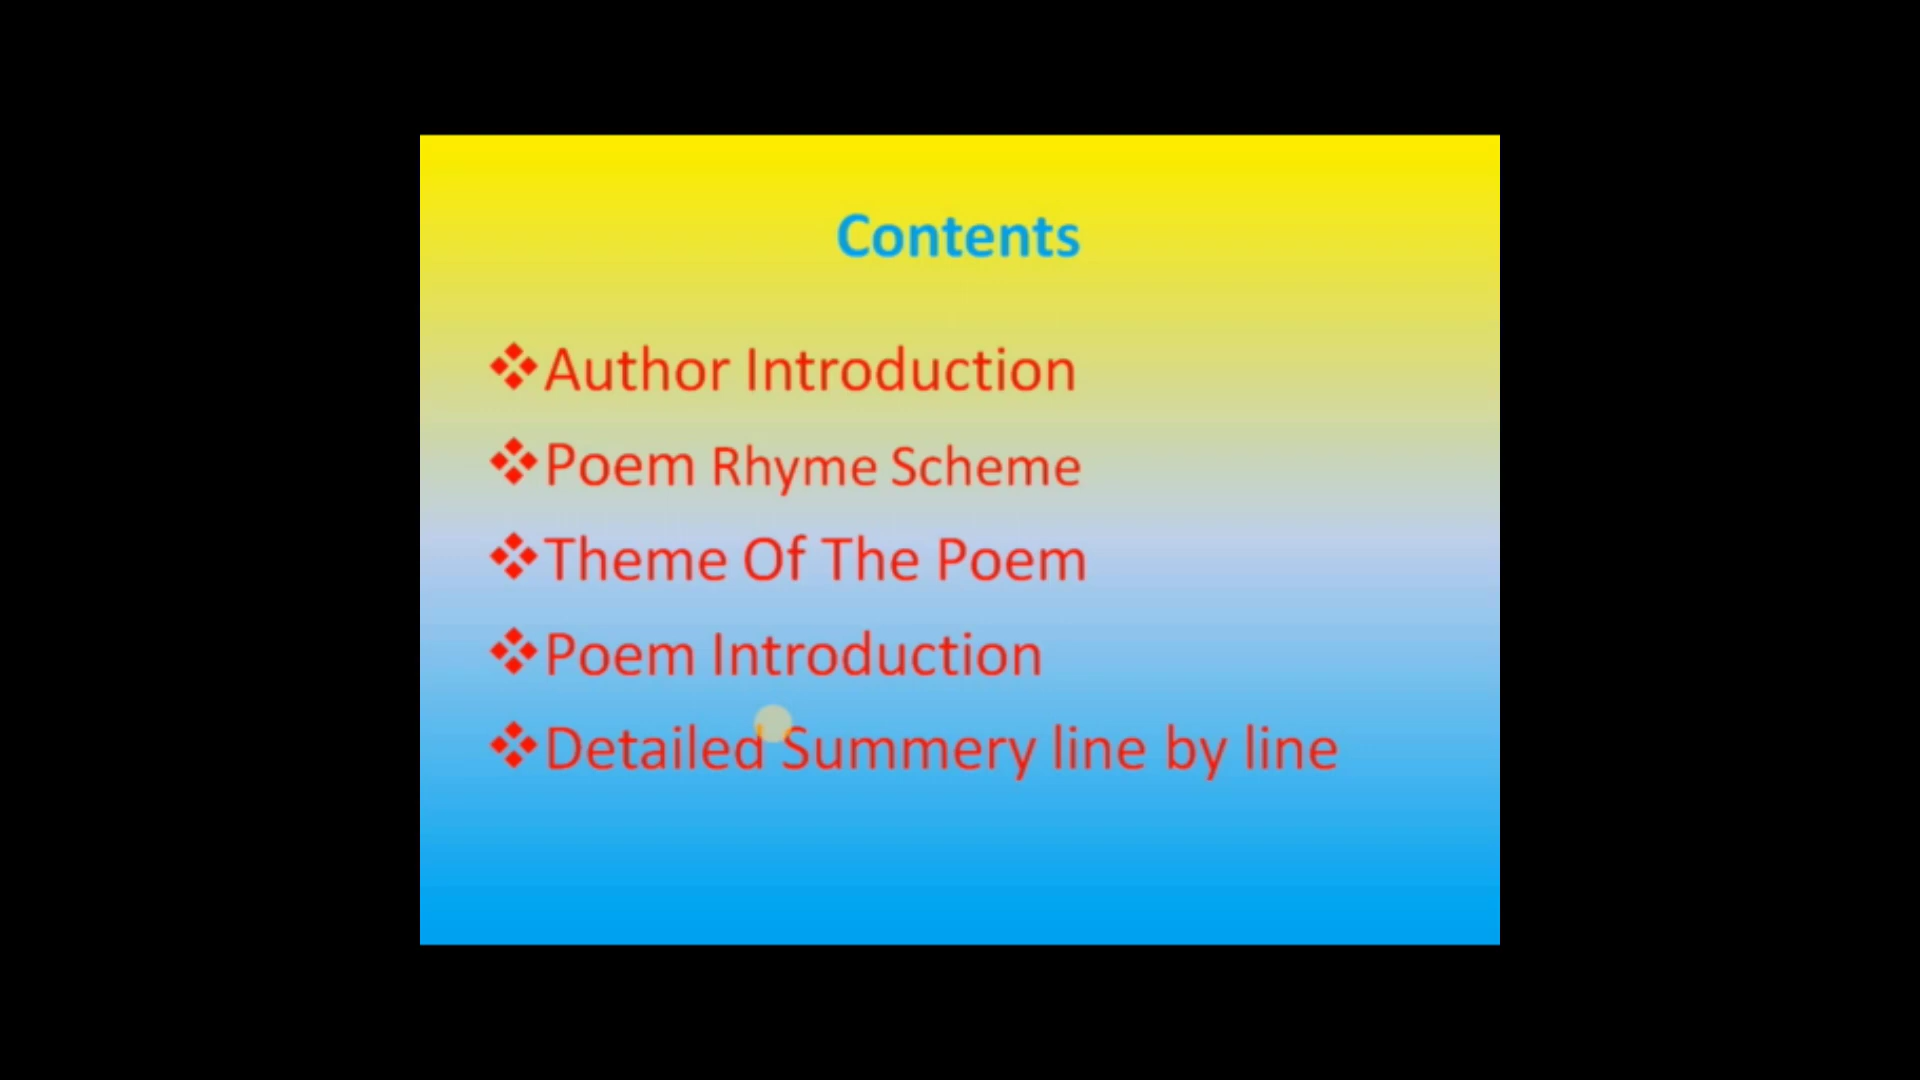 Contents
❖Author Introduction
❖Poem Rhyme Scheme
❖Theme Of The Poem
❖Poem Introduction
❖Detailed Summery line by line